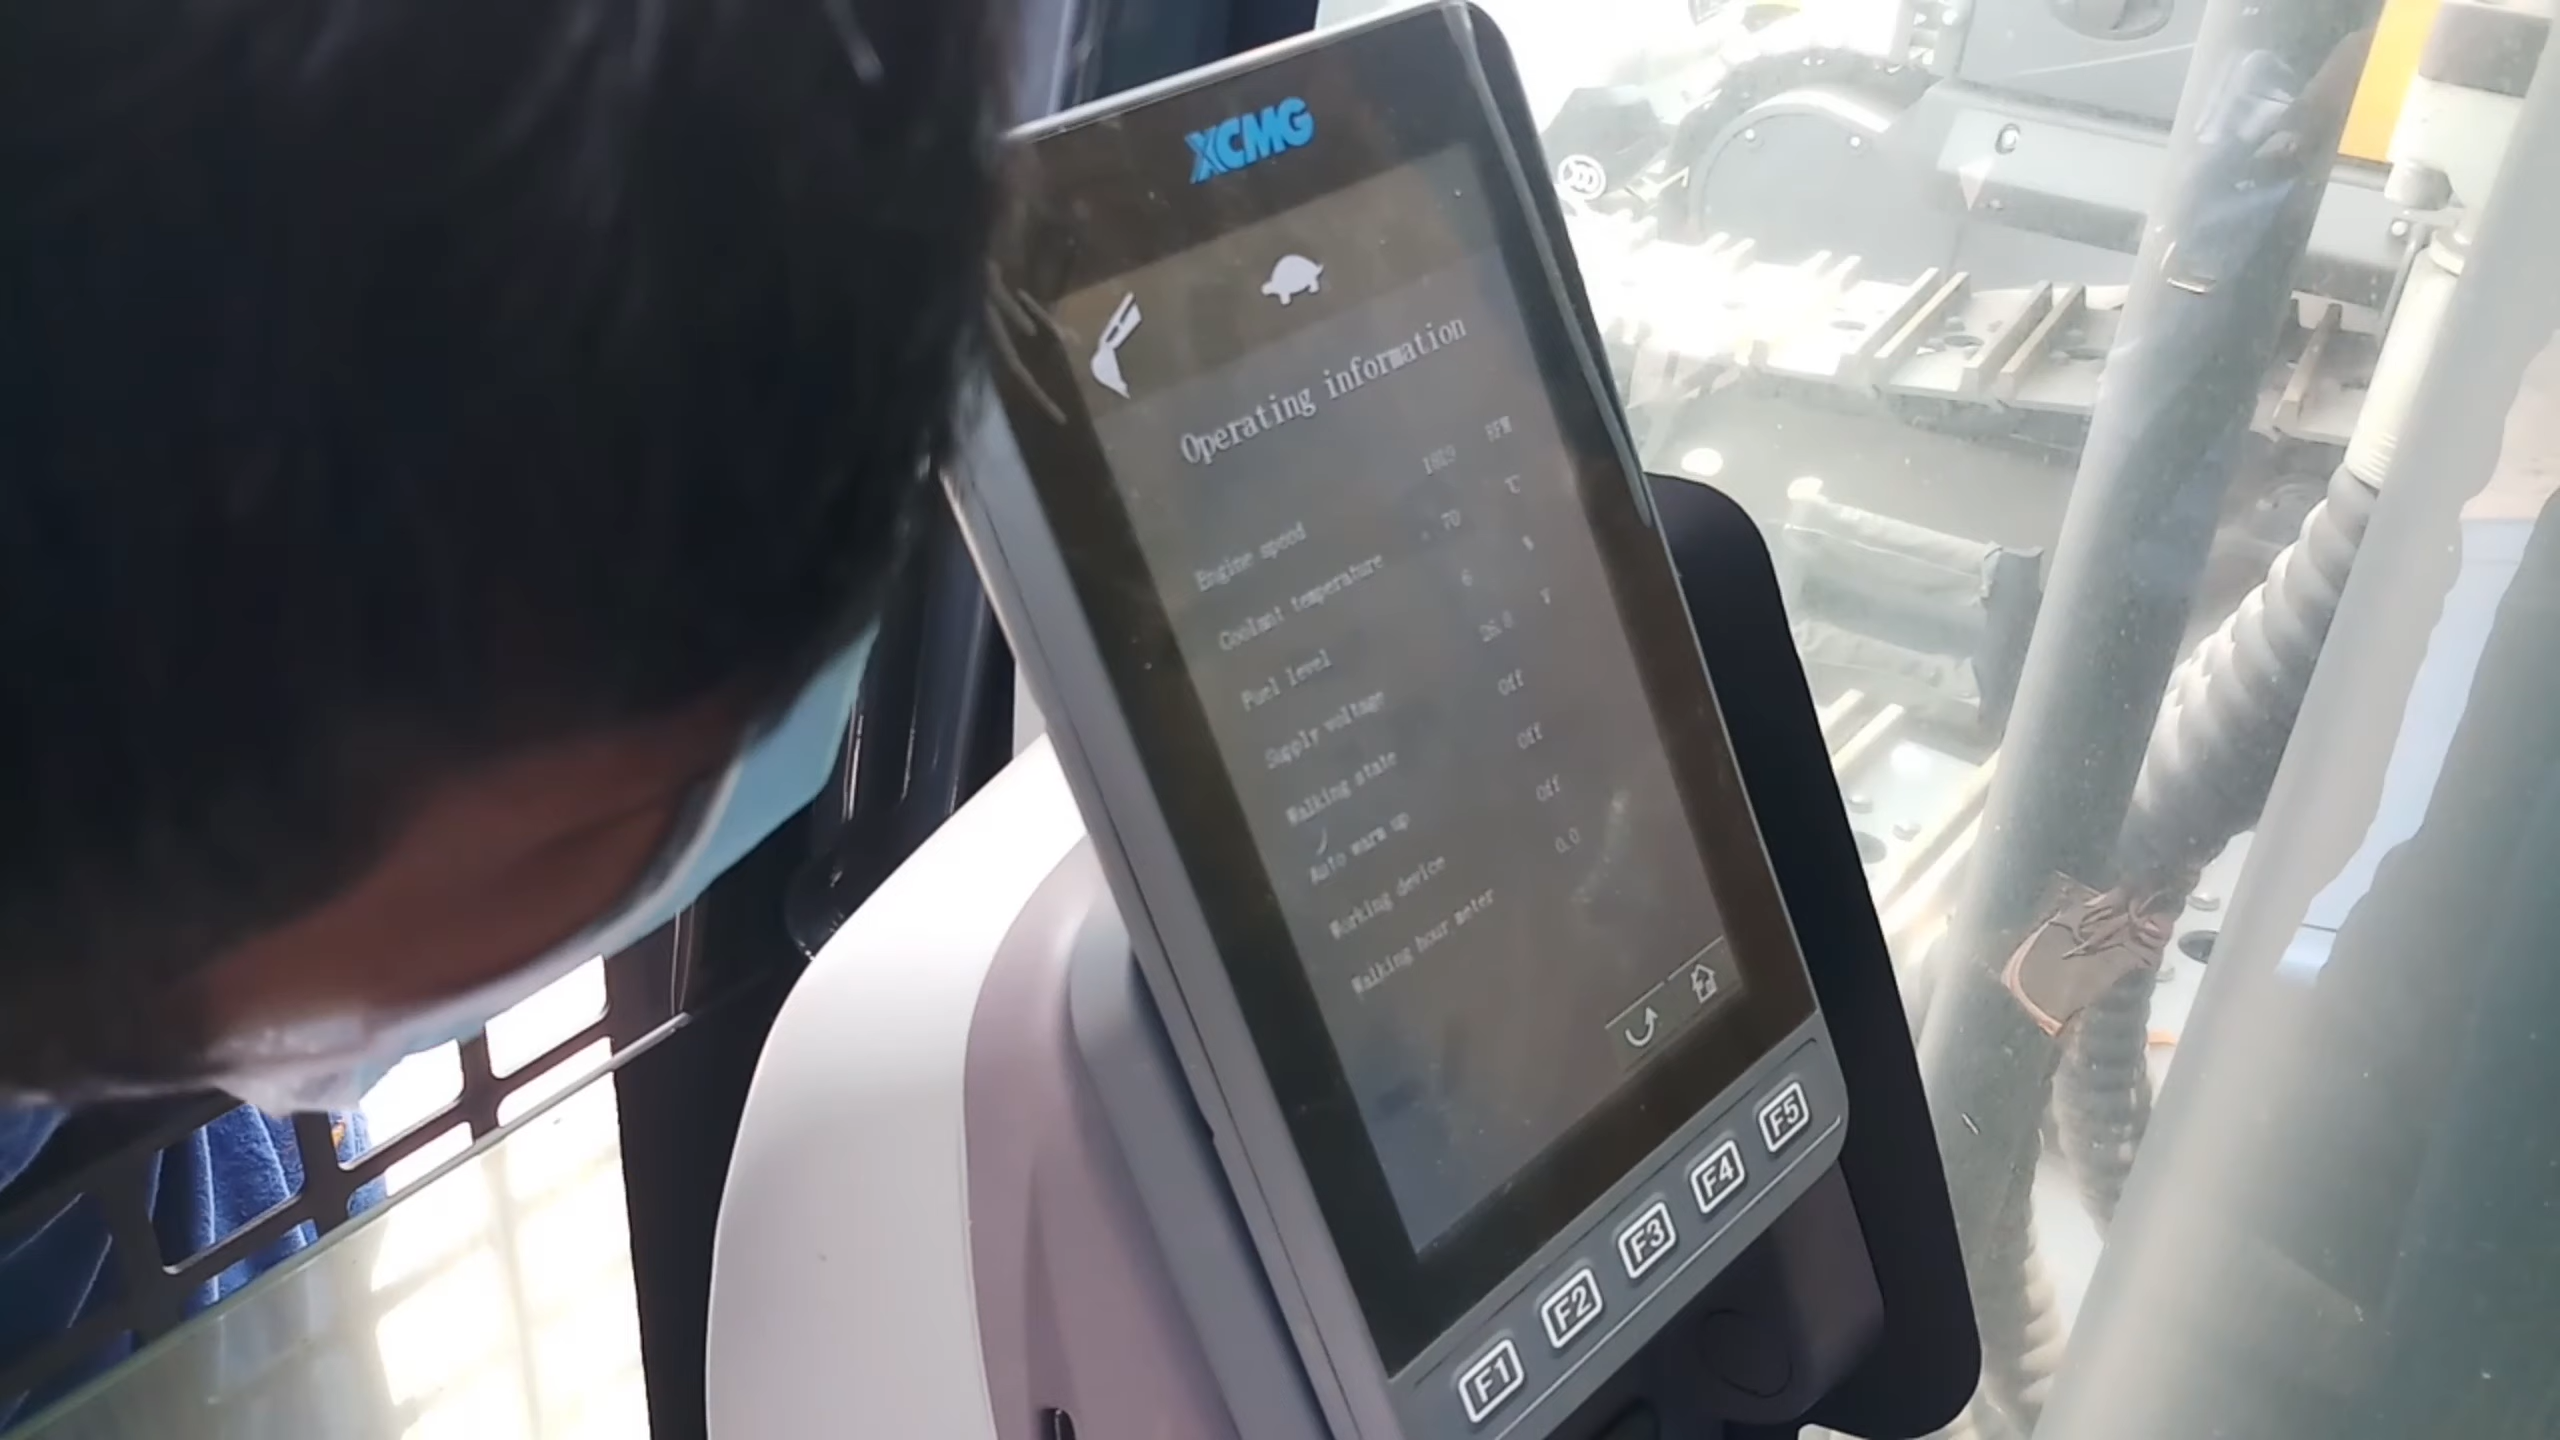 XCMG
Operating information
Engine speed RPM
Coolant temperature 70 ℃
Fuel level 6 %
Supply voltage 26.8 V
Walking state Off
Auto warm up Off
Working device Off
Walking hour meter 0.0
F1 F2 F3 F4 F5